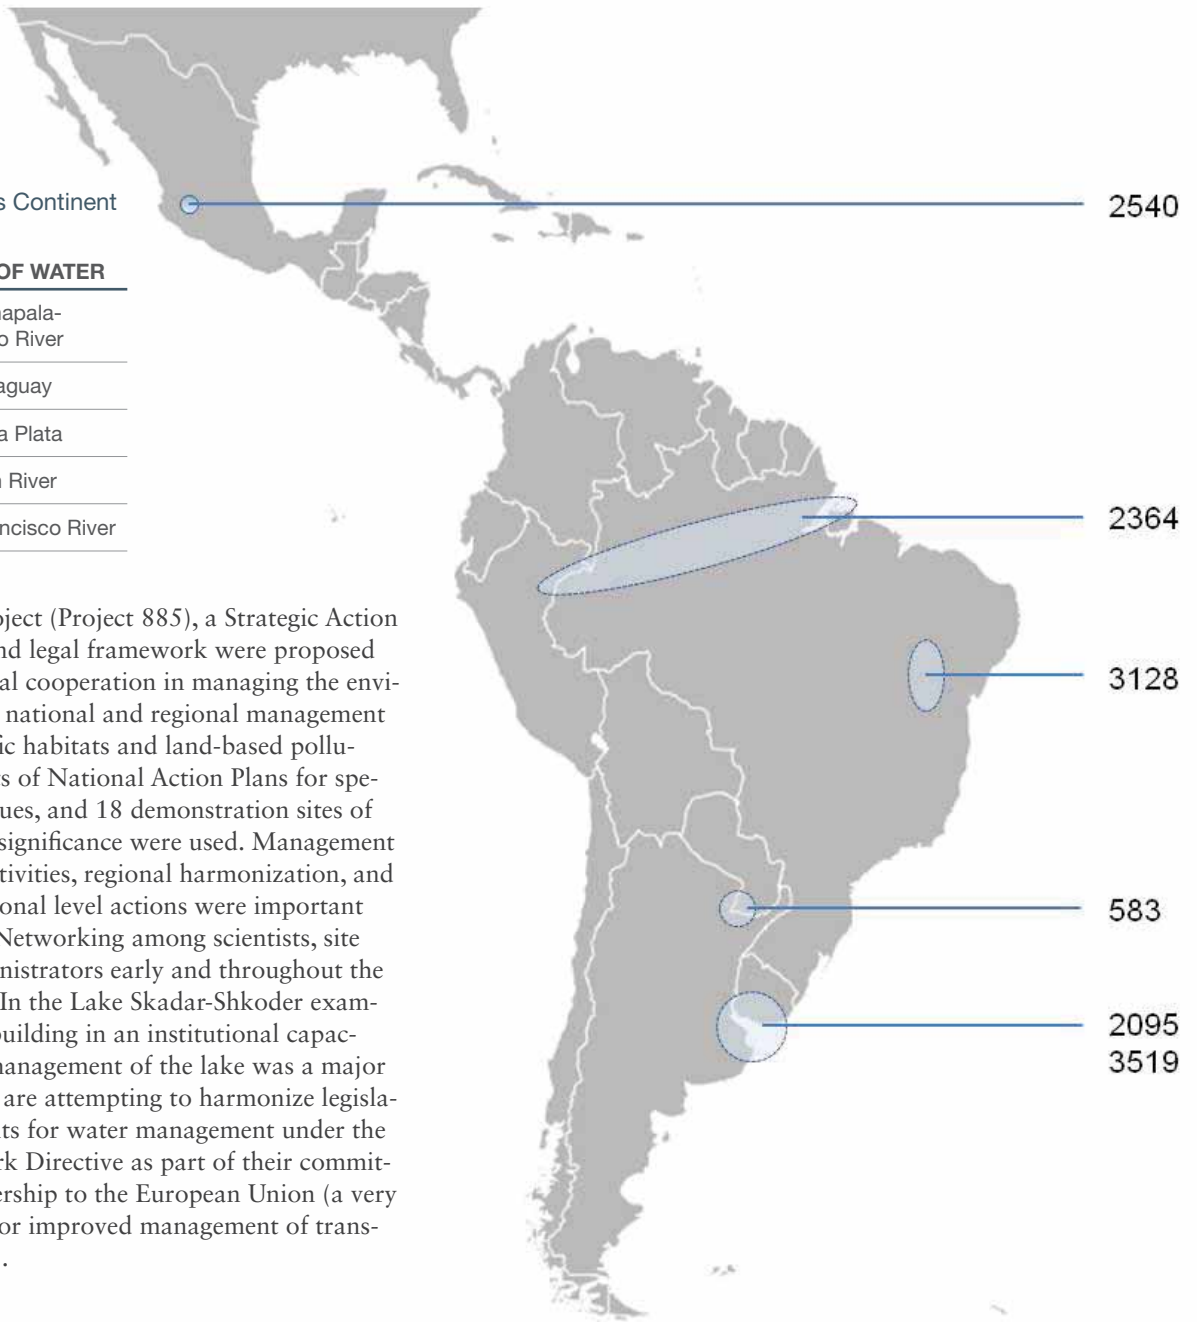 s Continent
OF WATER
napala-
o River
aguay
a Plata
n River
ncisco River
oject (Project 885), a Strategic Action
nd legal framework were proposed
al cooperation in managing the envi-
national and regional management
fic habitats and land-based pollu-
s of National Action Plans for spe-
ues, and 18 demonstration sites of
significance were used. Management
tivities, regional harmonization, and
onal level actions were important
Networking among scientists, site
nistrators early and throughout the
In the Lake Skadar-Shkoder exam-
building in an institutional capac-
management of the lake was a major
are attempting to harmonize legisla-
nts for water management under the
rk Directive as part of their commit-
ership to the European Union (a very
or improved management of trans-
.
2540
2364
3128
583
2095
3519